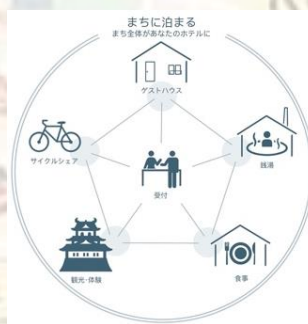 まちに泊まる
まち全体があなたのホテルに
ゲストハウス
サイクルシェア
銭湯
受付
観光・体験
食事